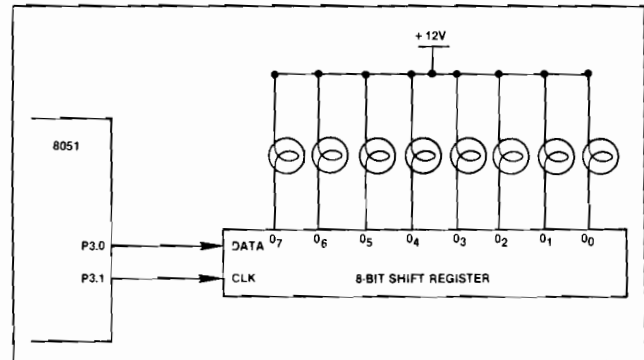 + 12V
8051
O7 O6 O5 O4 O3 O2 O1 O0
P3.0 DATA
P3.1 CLK 8-BIT SHIFT REGISTER